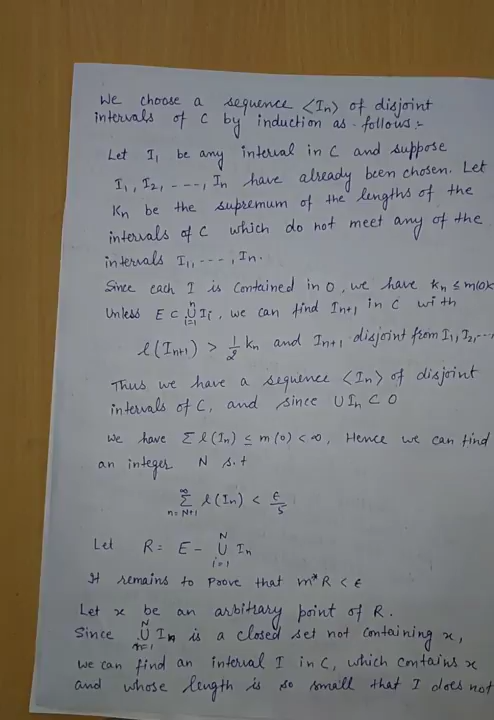 We choose a sequence <In> of disjoint
intervals of C by induction as follows:-
Let I₁ be any interval in C and suppose
I₁, I₂, ---, In have already been chosen. Let
Kn be the supremum of the lengths of the
intervals of C which do not meet any of the
intervals I₁, ---, In.
Since each I is contained in O, we have kn ≤ m(O)<
Unless E ⊂ n∪i=1 Ii, we can find In+1 in C with
l(In+1) > 1/2 kn and In+1 disjoint from I₁, I₂, --
Thus we have a sequence <In> of disjoint
intervals of C, and since ∪In ⊂ O
We have Σ l(In) ≤ m(O) < ∞, Hence we can find
an integer N s.t
∞Σn=N+1 l(In) < ε/5
Let R = E - N∪i=1 In
It remains to prove that m*R < ε
Let x be an arbitrary point of R.
Since N∪n=1 In is a closed set not containing x,
we can find an interval I in C, which contains x
and whose length is so small that I does not